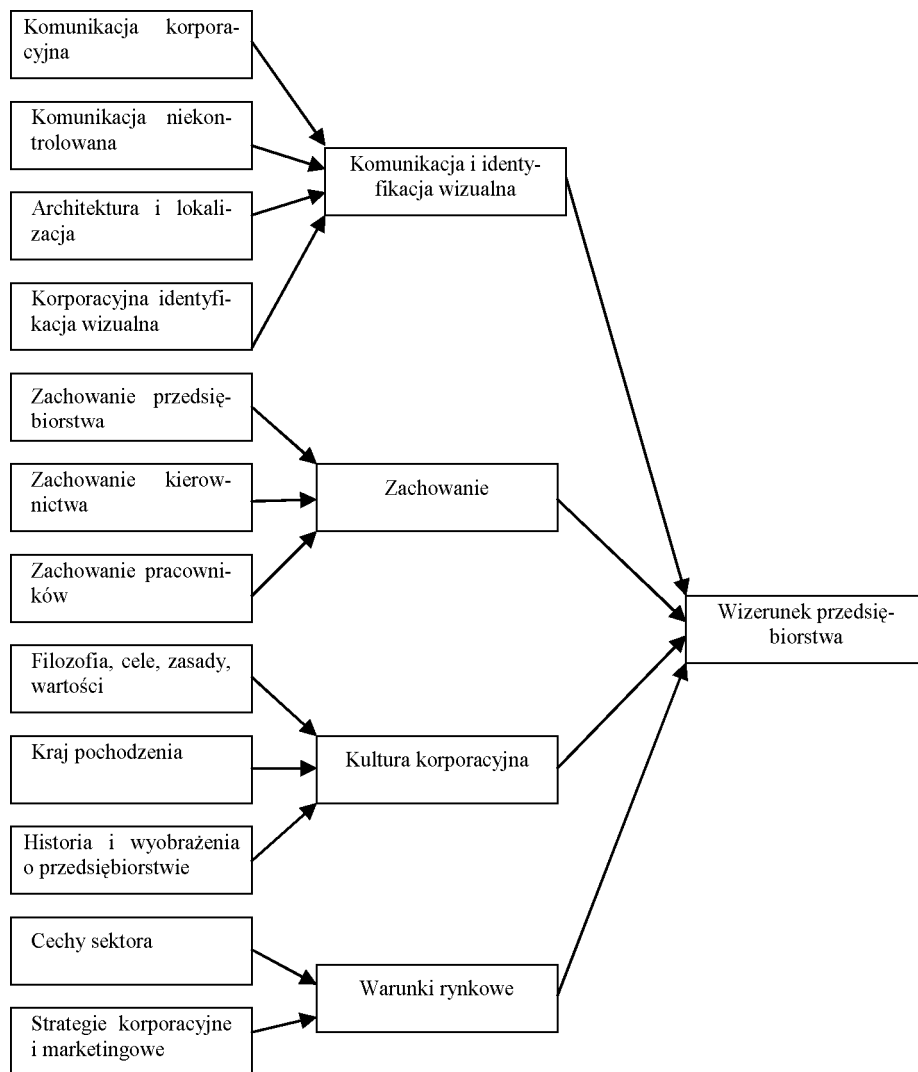 Komunikacja korpora-
cyjna
Komunikacja niekon-
trolowana
Architektura i lokali-
zacja
Korporacyjna identyfi-
kacja wizualna
Zachowanie przedsię-
biorstwa
Zachowanie kierow-
nictwa
Zachowanie pracowni-
ków
Filozofia, cele, zasady,
wartości
Kraj pochodzenia
Historia i wyobrażenia
o przedsiębiorstwie
Cechy sektora
Strategie korporacyjne
i marketingowe
Komunikacja i identy-
fikacja wizualna
Zachowanie
Kultura korporacyjna
Warunki rynkowe
Wizerunek przedsię-
biorstwa